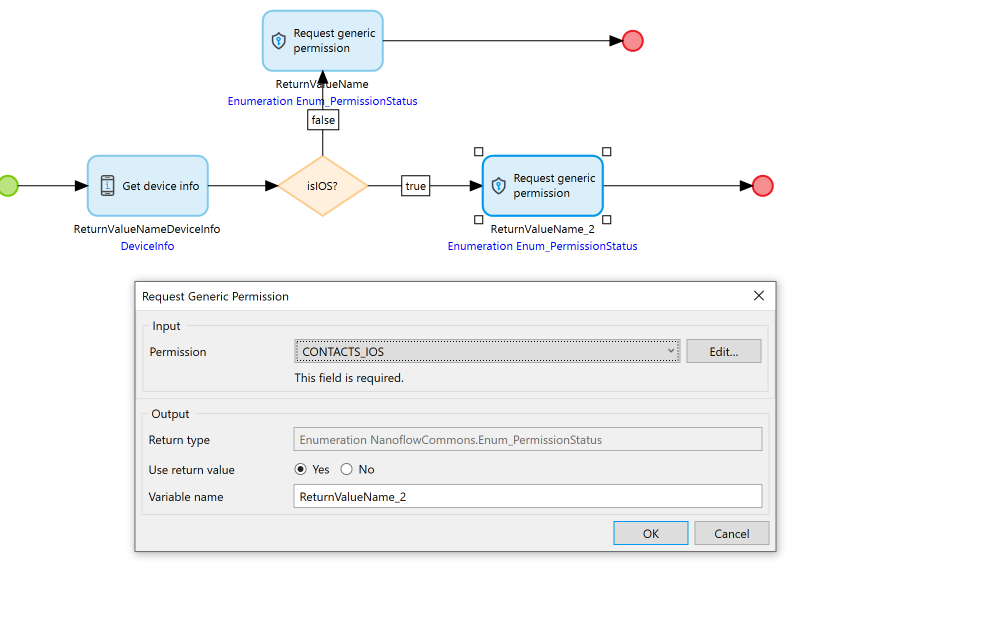 Request generic
permission
ReturnValueName
Enumeration Enum_PermissionStatus
false
Get device info
isIOS?
true
Request generic
permission
ReturnValueNameDeviceInfo
DeviceInfo
ReturnValueName_2
Enumeration Enum_PermissionStatus
Request Generic Permission
Input
Permission
CONTACTS_IOS
Edit...
This field is required.
Output
Return type
Enumeration NanoflowCommons.Enum_PermissionStatus
Use return value
Yes
No
Variable name
ReturnValueName_2
OK
Cancel